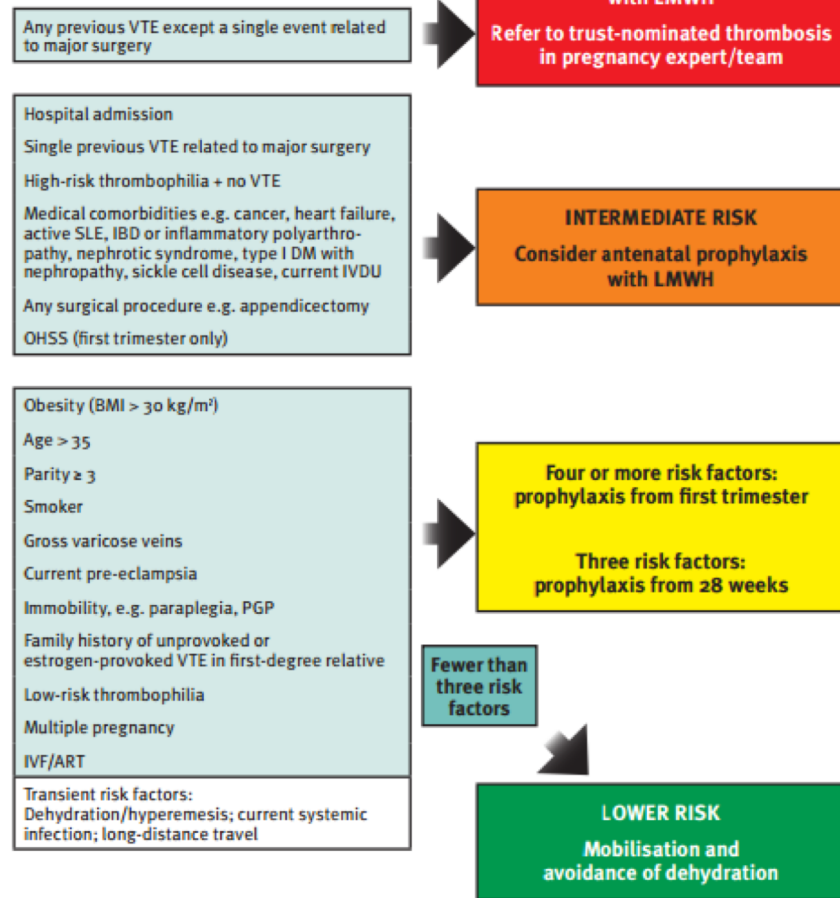 with LMWH
Any previous VTE except a single event related
to major surgery
Refer to trust-nominated thrombosis
in pregnancy expert/team
Hospital admission
Single previous VTE related to major surgery
High-risk thrombophilia + no VTE
Medical comorbidities e.g. cancer, heart failure,
active SLE, IBD or inflammatory polyarthro-
pathy, nephrotic syndrome, type I DM with
nephropathy, sickle cell disease, current IVDU
Any surgical procedure e.g. appendicectomy
OHSS (first trimester only)
INTERMEDIATE RISK
Consider antenatal prophylaxis
with LMWH
Obesity (BMI > 30 kg/m²)
Age > 35
Parity ≥ 3
Smoker
Gross varicose veins
Current pre-eclampsia
Immobility, e.g. paraplegia, PGP
Family history of unprovoked or
estrogen-provoked VTE in first-degree relative
Low-risk thrombophilia
Multiple pregnancy
IVF/ART
Transient risk factors:
Dehydration/hyperemesis; current systemic
infection; long-distance travel
Four or more risk factors:
prophylaxis from first trimester
Three risk factors:
prophylaxis from 28 weeks
Fewer than
three risk
factors
LOWER RISK
Mobilisation and
avoidance of dehydration